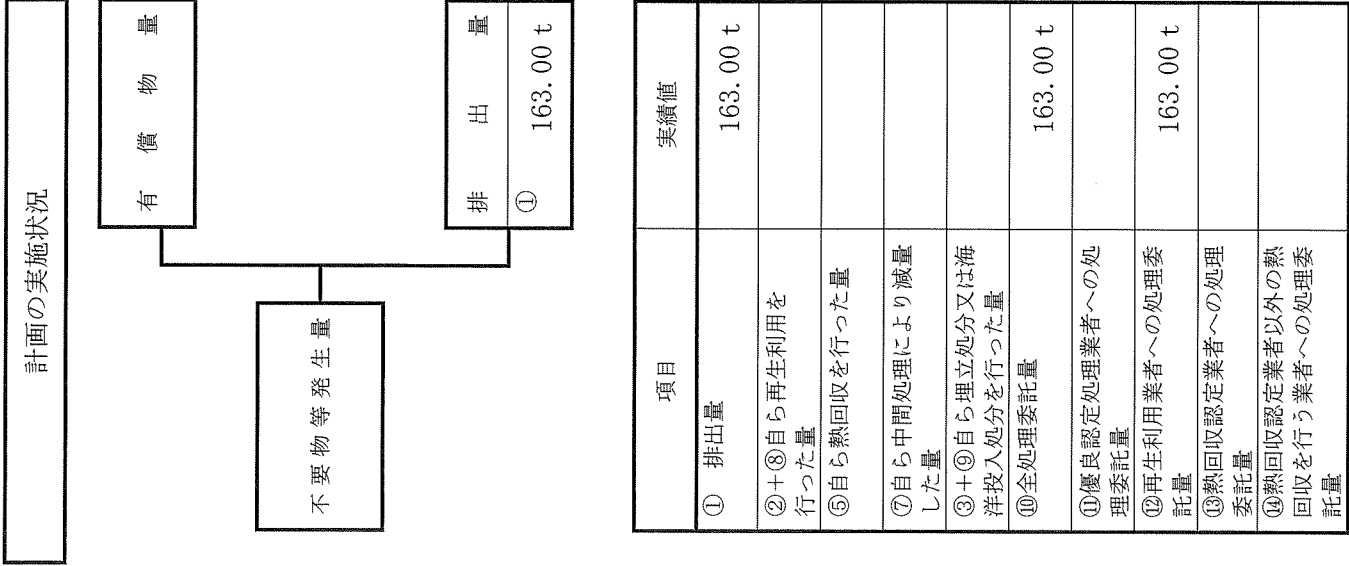 計画の実施状況
有償物量
不要物等発生量
排出量
①
163.00 t
項目 実績値
① 排出量 163.00 t
②+⑧自ら再生利用を
行った量
⑤自ら熱回収を行った量
⑦自ら中間処理により減量
した量
③+⑨自ら埋立処分又は海
洋投入処分を行った量
⑩全処理委託量 163.00 t
⑪優良認定処理業者への処
理委託量
⑫再生利用業者への処理委
託量 163.00 t
⑬熱回収認定業者への処理
委託量
⑭熱回収認定業者以外の熱
回収を行う業者への処理委
託量